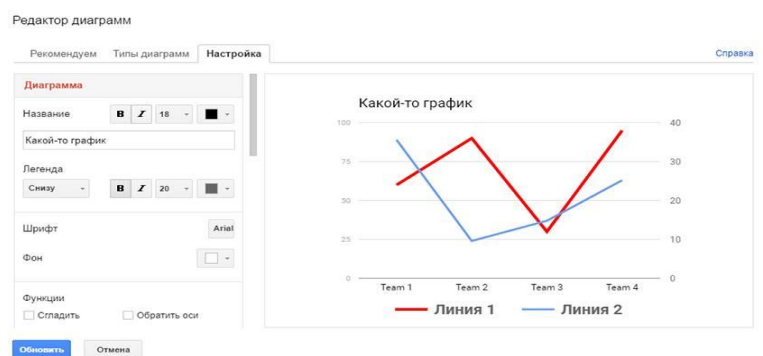 Редактор диаграмм
Рекомендуем Типы диаграмм Настройка Справка
Диаграмма
Название B I 18
Какой-то график
Легенда
Снизу B I 20
Шрифт Arial
Фон
Функции
Сгладить Обратить оси
Обновить Отмена
Какой-то график
100 40
75 30
50 20
25 10
0 0
Team 1 Team 2 Team 3 Team 4
Линия 1 Линия 2